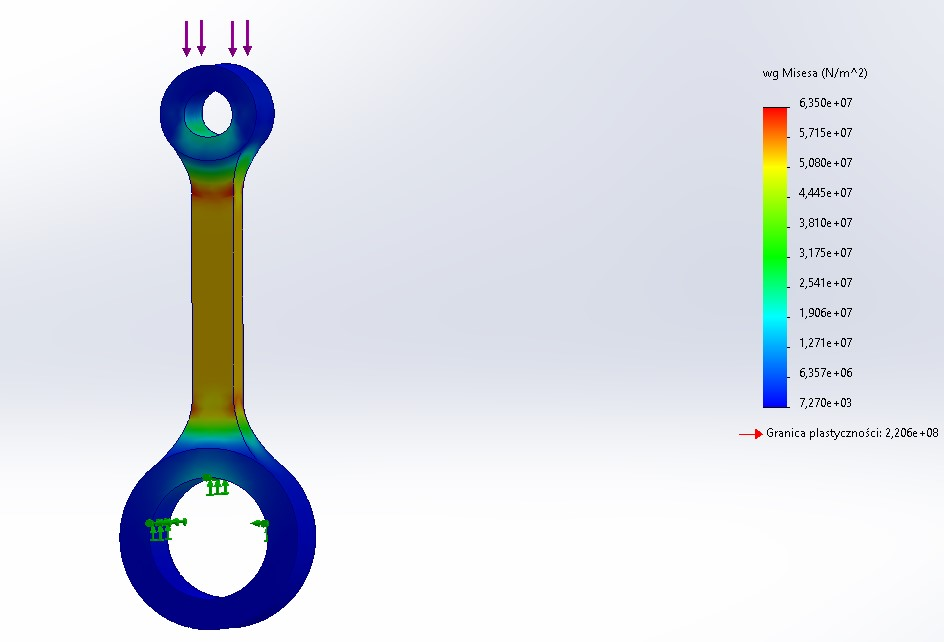 wg Misesa (N/m^2)
6,350e+07
5,715e+07
5,080e+07
4,445e+07
3,810e+07
3,175e+07
2,541e+07
1,906e+07
1,271e+07
6,357e+06
7,270e+03
Granica plastyczności: 2,206e+08